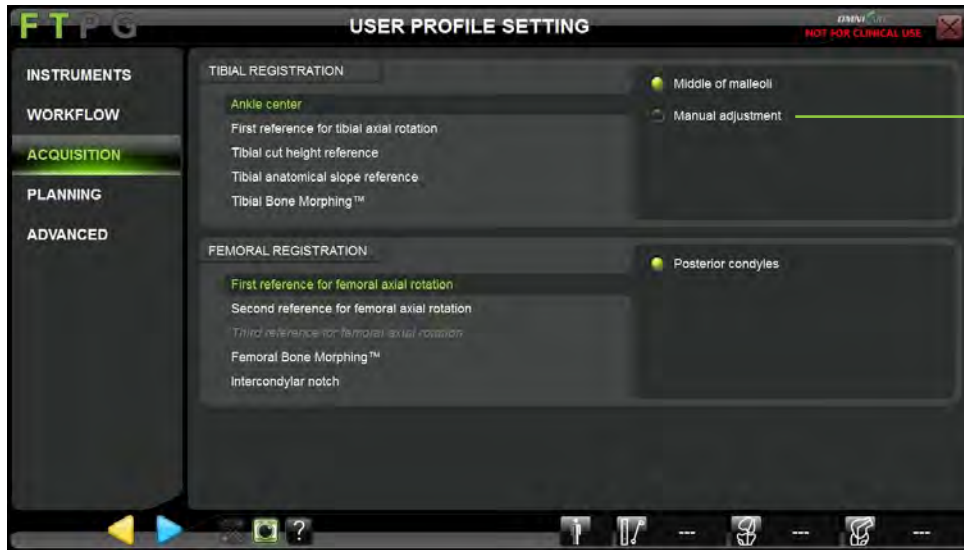 FTPG
USER PROFILE SETTING
OMNI
NOT FOR CLINICAL USE
INSTRUMENTS
WORKFLOW
ACQUISITION
PLANNING
ADVANCED
TIBIAL REGISTRATION
Ankle center
First reference for tibial axial rotation
Tibial cut height reference
Tibial anatomical slope reference
Tibial Bone Morphing™
Middle of malleoli
Manual adjustment
FEMORAL REGISTRATION
First reference for femoral axial rotation
Second reference for femoral axial rotation
Third reference for femoral axial rotation
Femoral Bone Morphing™
Intercondylar notch
Posterior condyles
?
--- --- ---